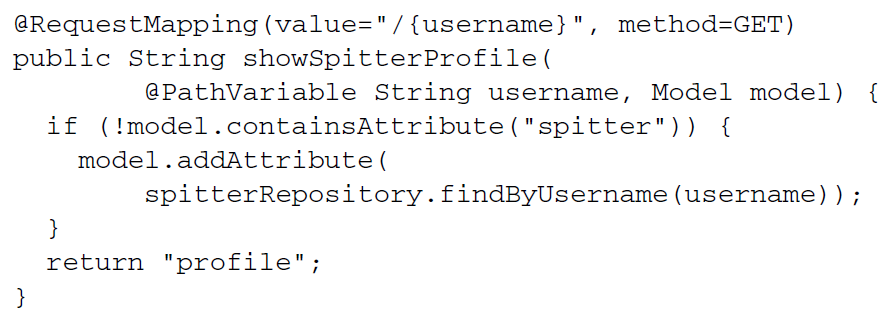 @RequestMapping(value="/{username}", method=GET)
public String showSpitterProfile(
        @PathVariable String username, Model model) {
  if (!model.containsAttribute("spitter")) {
    model.addAttribute(
        spitterRepository.findByUsername(username));
  }
  return "profile";
}